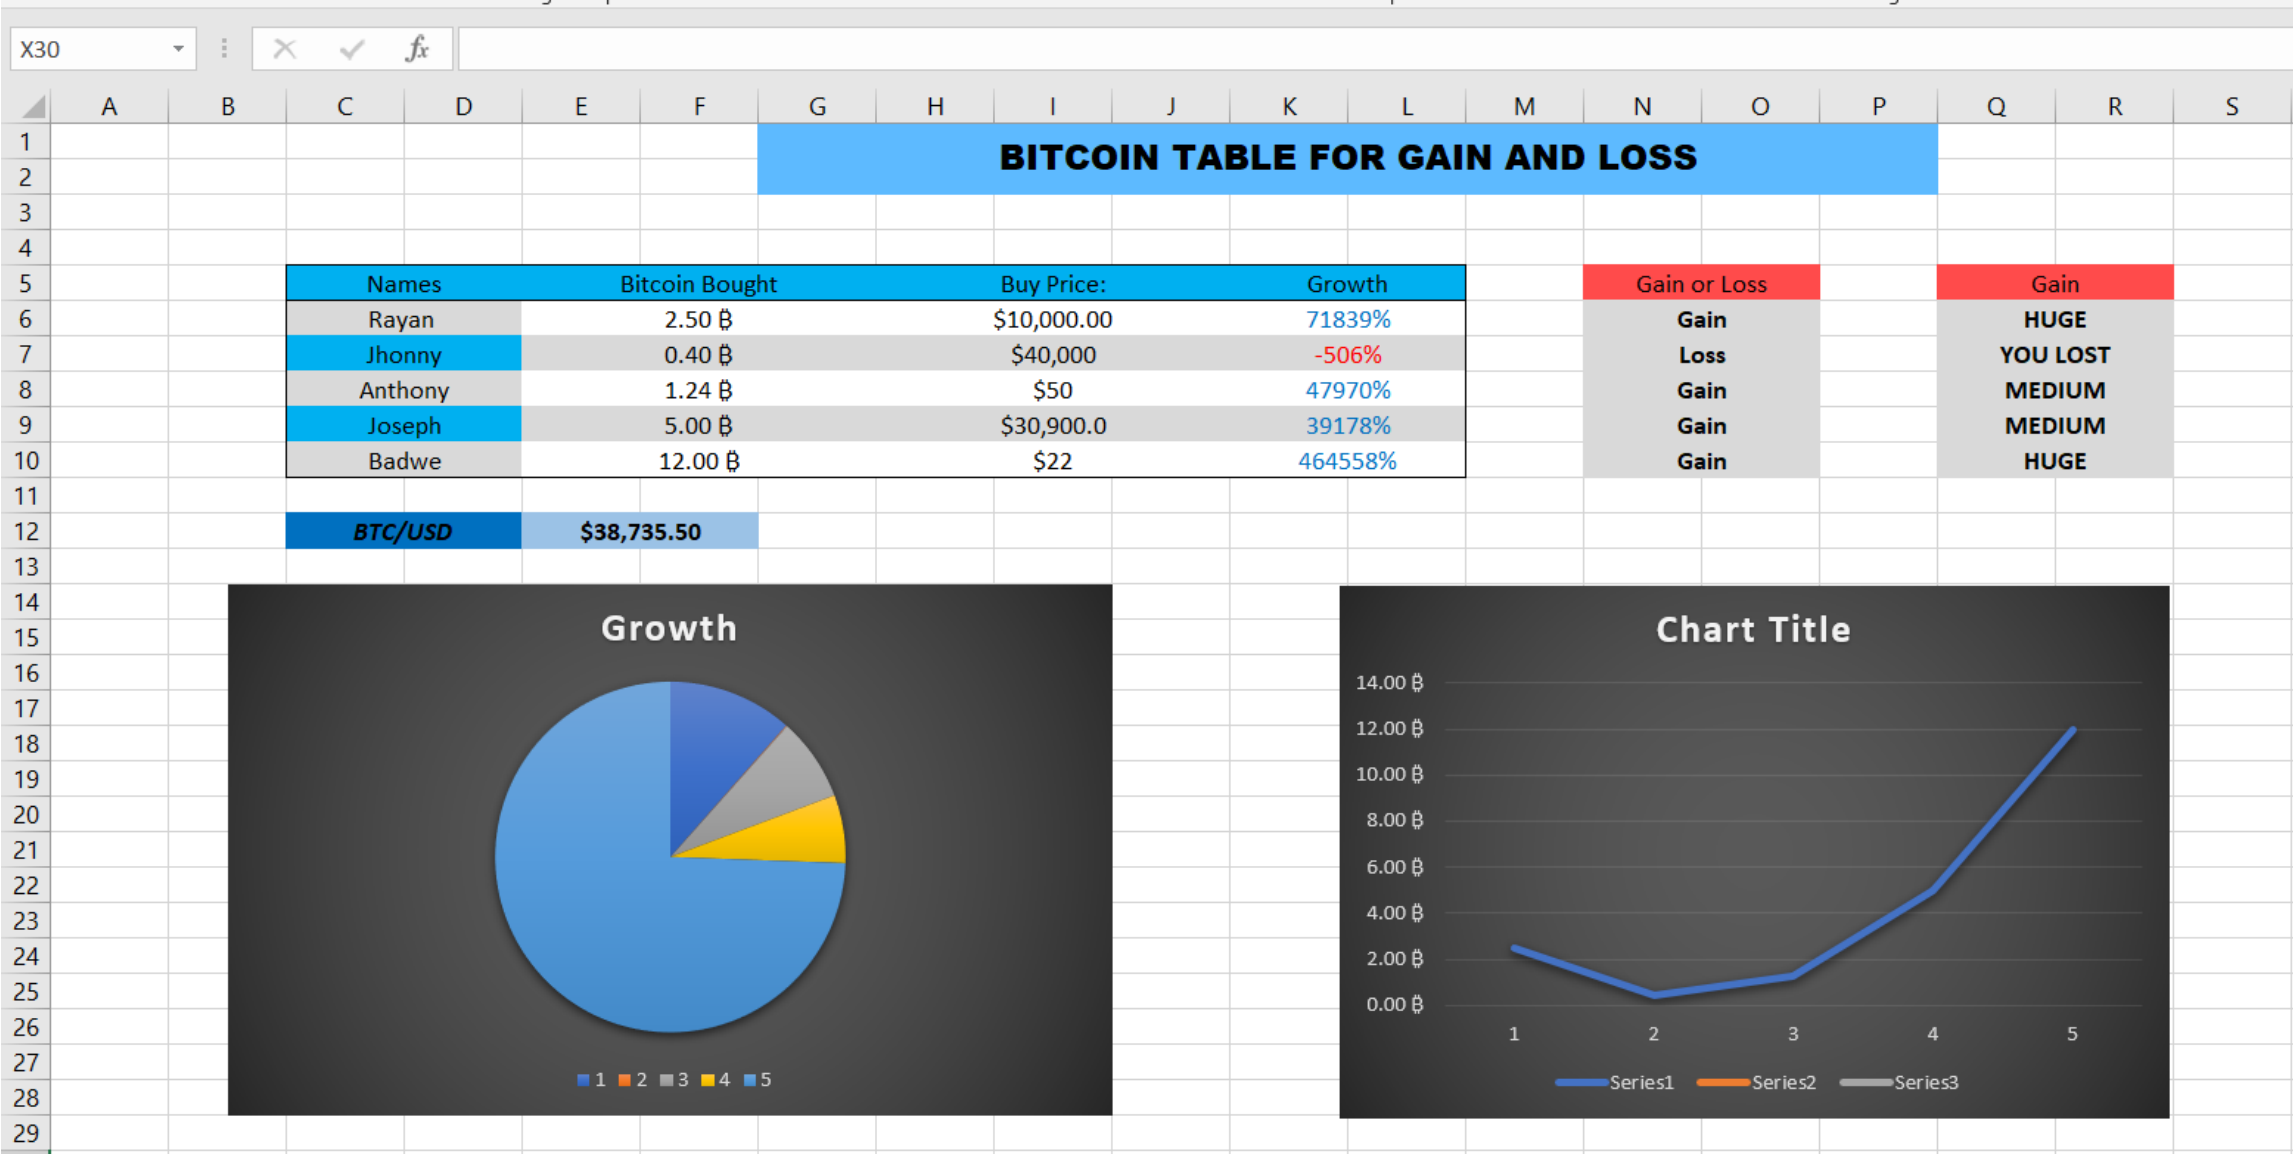 X30 fx
A B C D E F G H I J K L M N O P Q R S
1 BITCOIN TABLE FOR GAIN AND LOSS
2
3
4
5 Names Bitcoin Bought Buy Price: Growth Gain or Loss Gain
6 Rayan 2.50 ₿ $10,000.00 71839% Gain HUGE
7 Jhonny 0.40 ₿ $40,000 -506% Loss YOU LOST
8 Anthony 1.24 ₿ $50 47970% Gain MEDIUM
9 Joseph 5.00 ₿ $30,900.0 39178% Gain MEDIUM
10 Badwe 12.00 ₿ $22 464558% Gain HUGE
11
12 BTC/USD $38,735.50
13
14
15
16
17
18
19
20
21
22
23
24
25
26
27
28
29
Growth
1 2 3 4 5
Chart Title
14.00 ₿
12.00 ₿
10.00 ₿
8.00 ₿
6.00 ₿
4.00 ₿
2.00 ₿
0.00 ₿
1 2 3 4 5
Series1 Series2 Series3